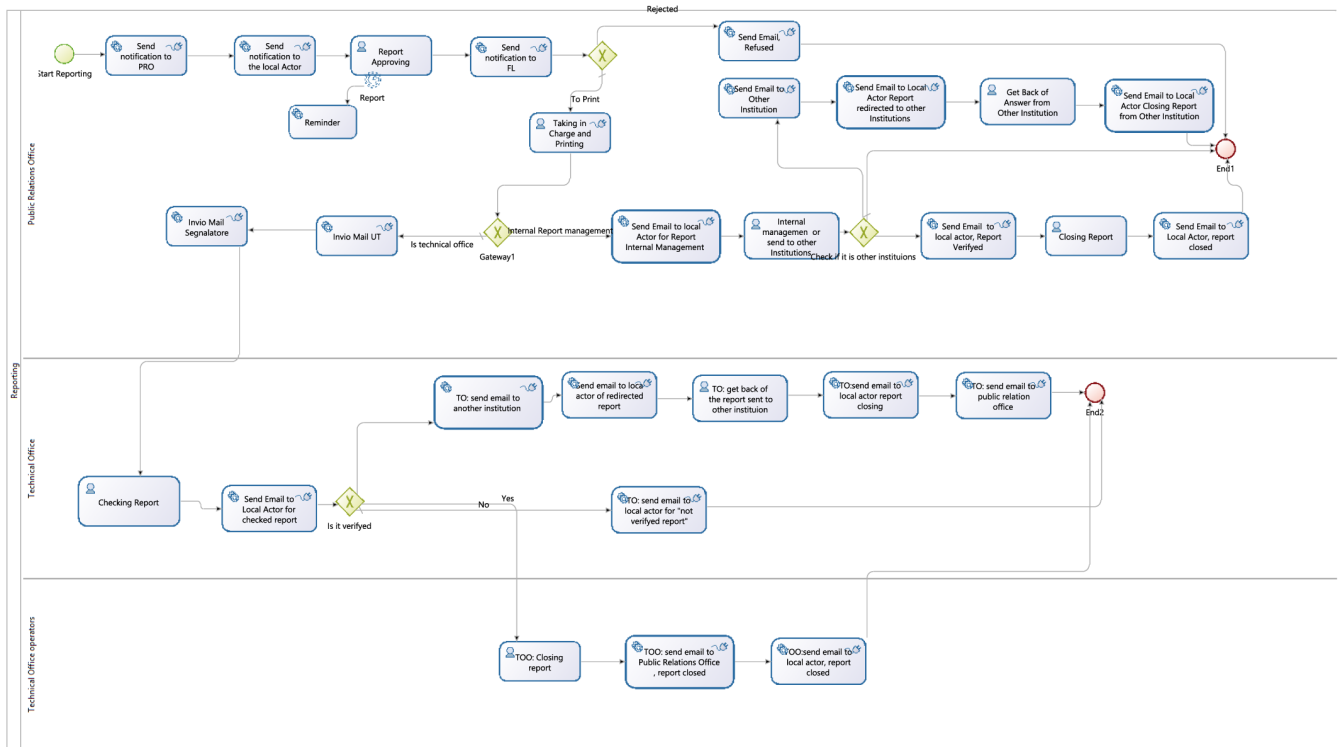 Rejected
Start Reporting
Send
notification to
PRO
Send
notification to
the local Actor
Report
Approving
Send
notification to
FL
Send Email,
Refused
Report
Reminder
To Print
Taking in
Charge and
Printing
Send Email to
Other
Institution
Send Email to Local
Actor Report
redirected to other
Institutions
Get Back of
Answer from
Other Institution
Send Email to Local
Actor Closing Report
from Other Institution
End1
Public Relations Office
Invio Mail
Segnalatore
Invio Mail UT
Is technical office
Gateway1
Internal Report management
Send Email to local
Actor for Report
Internal Management
Internal
managemen or
send to other
Institutions
Check if it is other instituions
Send Email to
local actor, Report
Verifyed
Closing Report
Send Email to
Local Actor, report
closed
Reporting
Technical Office
TO: send email to
another institution
Send email to local
actor of redirected
report
TO: get back of
the report sent to
other instituion
TO:send email to
local actor report
closing
TO: send email to
public relation
office
End2
Checking Report
Send Email to
Local Actor for
checked report
Is it verifyed
Yes
No
TO: send email to
local actor for "not
verifyed report"
Technical Office operators
TOO: Closing
report
TOO: send email to
Public Relations Office
, report closed
TOO:send email to
local actor, report
closed